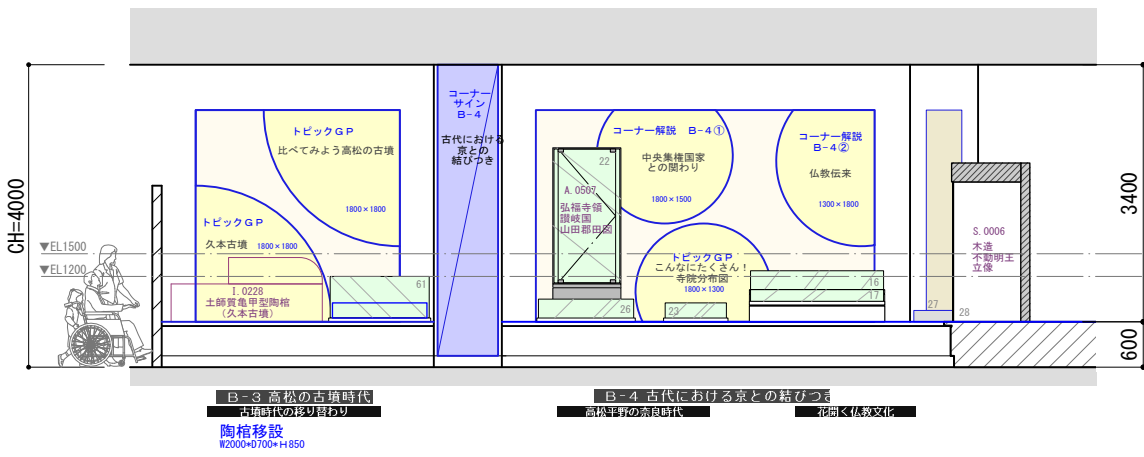 CH=4000
▼EL1500
▼EL1200
トピックGP
比べてみよう高松の古墳
1800×1800
トピックGP
久本古墳
1800×1800
I.0228
土師質亀甲型陶棺
(久本古墳)
61
コーナー
サイン
B-4
古代における
京との
結びつき
コーナー解説 B-4①
中央集権国家
との関わり
1800×1500
22
A.0507
弘福寺領
讃岐国
山田郡田図
26
トピックGP
こんなにたくさん!
寺院分布図
1800×1300
23
コーナー解説
B-4②
仏教伝来
1300×1800
16
17
27
28
S.0006
木造
不動明王
立像
3400
600
B-3 高松の古墳時代
古墳時代の移り替わり
陶棺移設
W2000*D700*H850
B-4 古代における京との結びつき
高松平野の奈良時代
花開く仏教文化